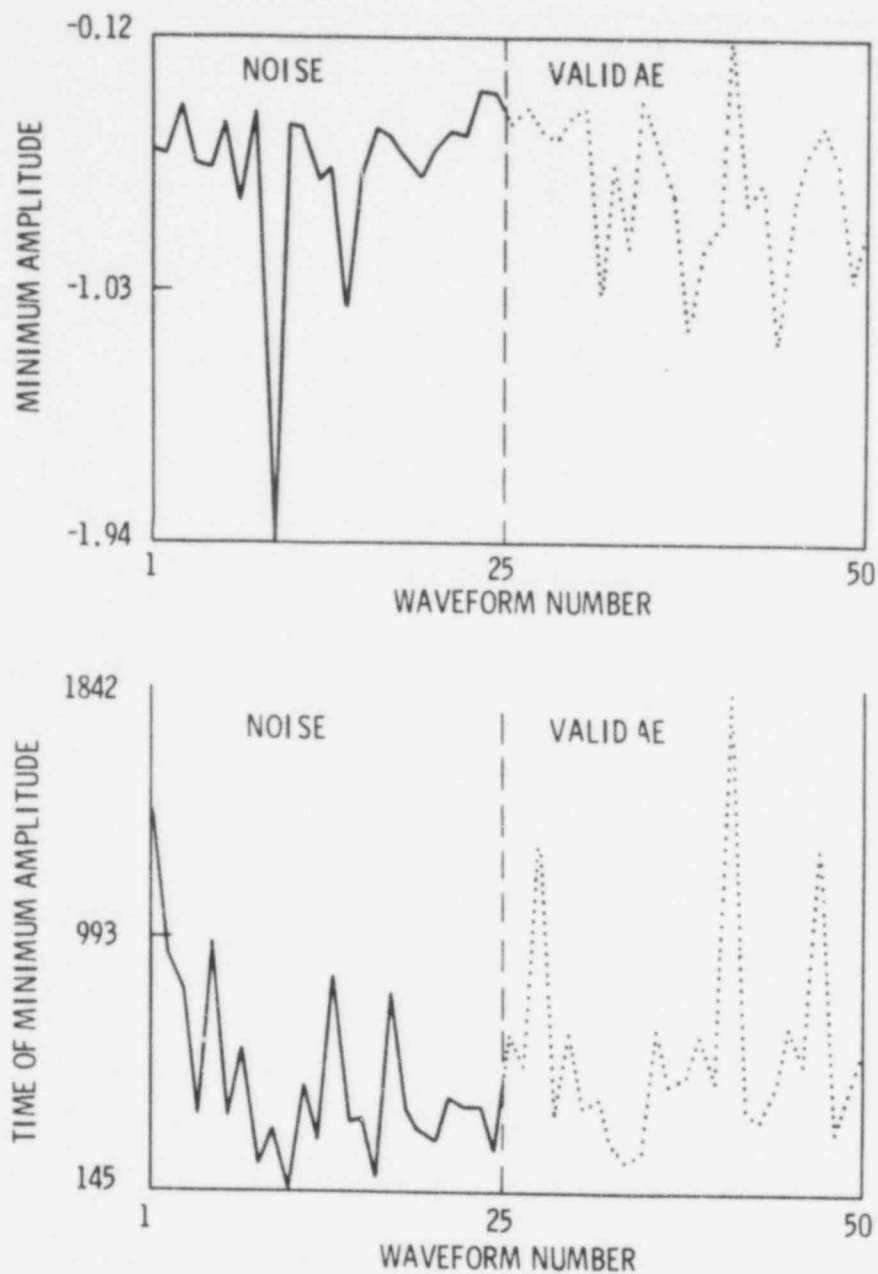 -0.12
NOISE
VALID AE
MINIMUM AMPLITUDE
-1.03
-1.94
1
25
50
WAVEFORM NUMBER
1842
NOISE
VALID AE
TIME OF MINIMUM AMPLITUDE
993
145
1
25
50
WAVEFORM NUMBER